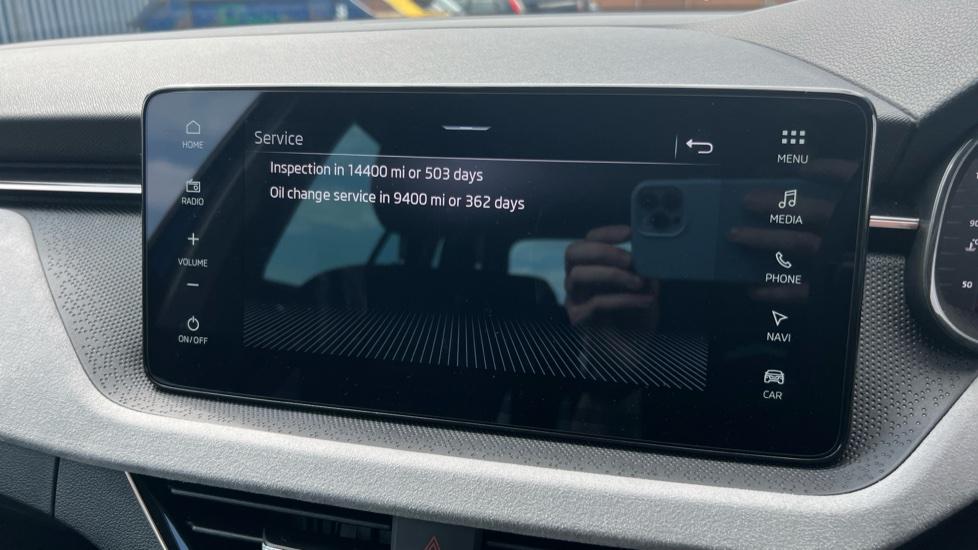 Service
Inspection in 14400 mi or 503 days
Oil change service in 9400 mi or 362 days
HOME
RADIO
+
VOLUME
−
ON/OFF
MENU
MEDIA
PHONE
NAVI
CAR
50